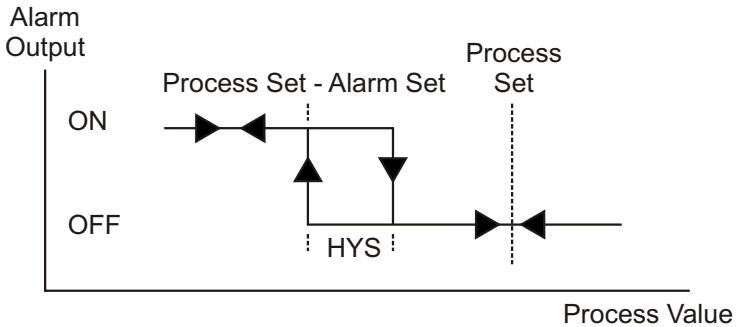 Alarm
Output
Process
Set
Process Set - Alarm Set
ON
OFF
HYS
Process Value